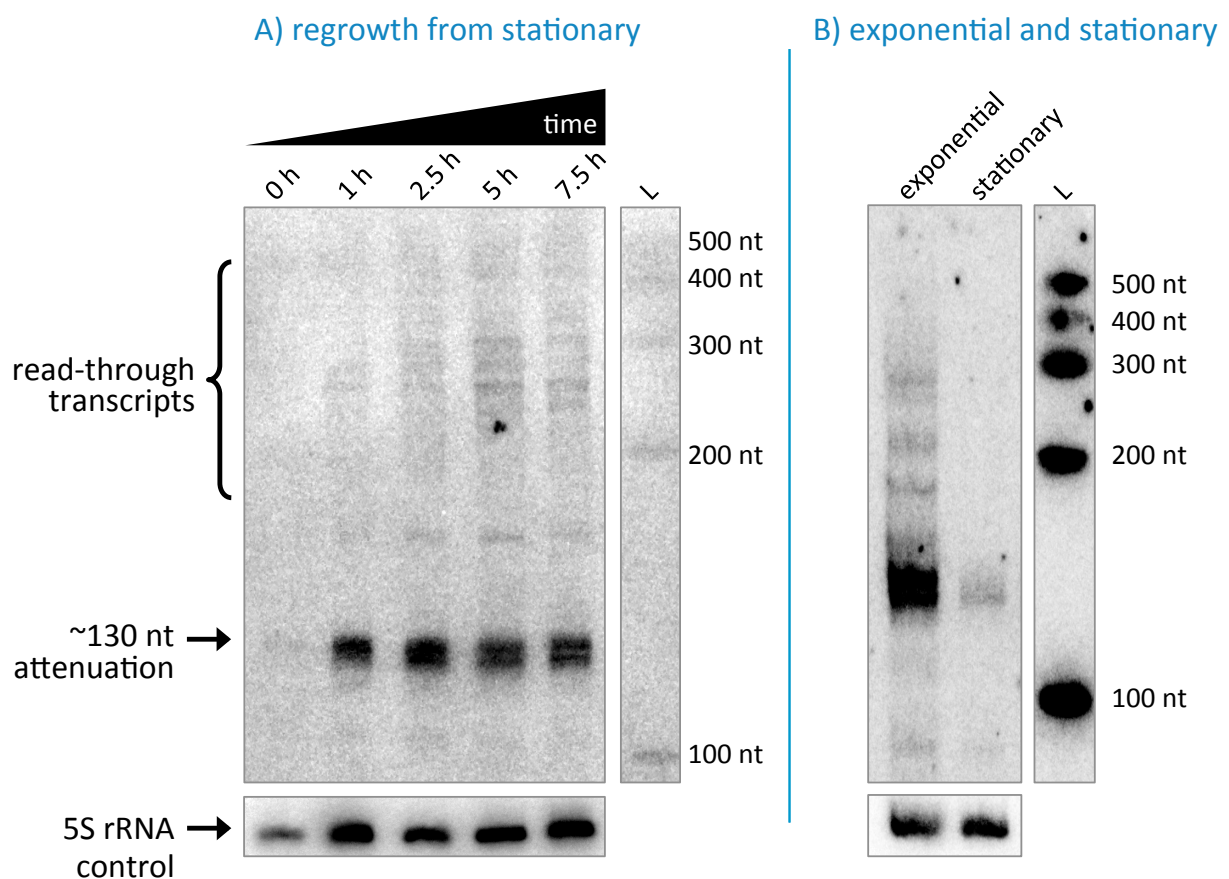 A) regrowth from stationary
time
0 h
1 h
2.5 h
5 h
7.5 h
L
500 nt
400 nt
300 nt
200 nt
100 nt
read-through
transcripts
~130 nt
attenuation
5S rRNA
control
B) exponential and stationary
exponential
stationary
L
500 nt
400 nt
300 nt
200 nt
100 nt